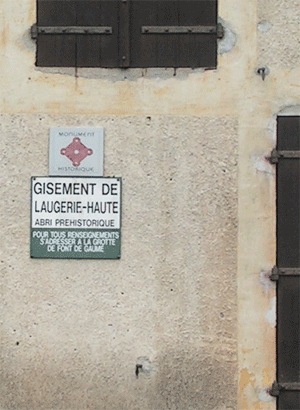 MONUMENT
HISTORIQUE
GISEMENT DE
LAUGERIE-HAUTE
ABRI PREHISTORIQUE
POUR TOUS RENSEIGNEMENTS
S'ADRESSER A LA GROTTE
DE FONT DE GAUME